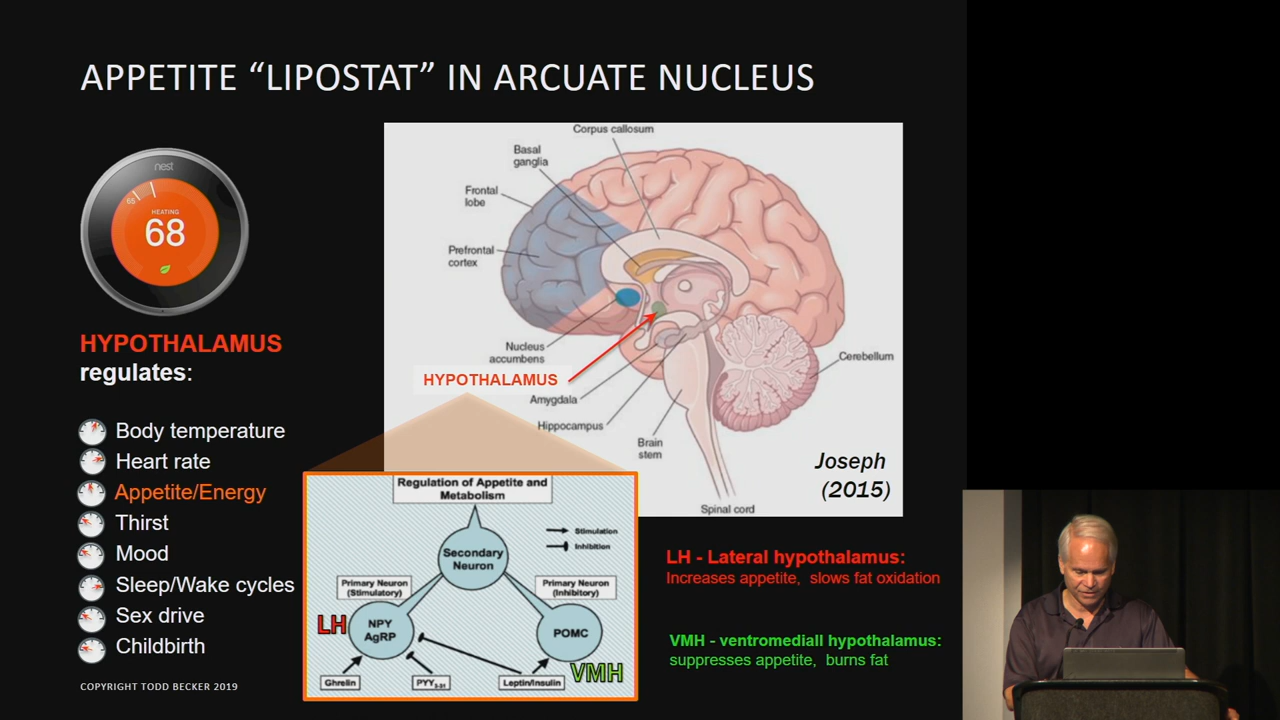 APPETITE “LIPOSTAT” IN ARCUATE NUCLEUS
nest
HEATING
68
HYPOTHALAMUS
regulates:
Body temperature
Heart rate
Appetite/Energy
Thirst
Mood
Sleep/Wake cycles
Sex drive
Childbirth
COPYRIGHT TODD BECKER 2019
Corpus callosum
Basal
ganglia
Frontal
lobe
Prefrontal
cortex
Nucleus
accumbens
HYPOTHALAMUS
Amygdala
Hippocampus
Brain
stem
Spinal cord
Cerebellum
Joseph
(2015)
Regulation of Appetite and
Metabolism
Stimulation
Inhibition
Secondary
Neuron
Primary Neuron
(Stimulatory)
Primary Neuron
(Inhibitory)
LH
NPY
AgRP
POMC
VMH
Ghrelin
Leptin/Insulin
LH - Lateral hypothalamus:
Increases appetite, slows fat oxidation
VMH - ventromediall hypothalamus:
suppresses appetite, burns fat